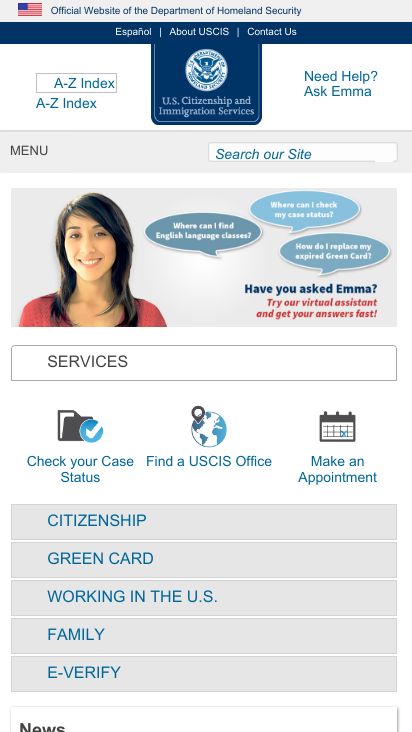 Official Website of the Department of Homeland Security
Español | About USCIS | Contact Us
A-Z Index
A-Z Index
U.S. Citizenship and
Immigration Services
Need Help?
Ask Emma
MENU
Search our Site
Where can I find
English language classes?
Where can I check
my case status?
How do I replace my
expired Green Card?
Have you asked Emma?
Try our virtual assistant
and get your answers fast!
SERVICES
Check your Case
Status
Find a USCIS Office
Make an
Appointment
CITIZENSHIP
GREEN CARD
WORKING IN THE U.S.
FAMILY
E-VERIFY
News